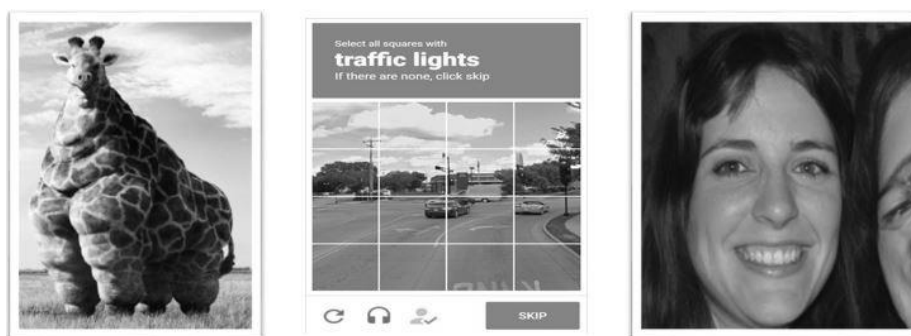 Select all squares with
traffic lights
If there are none, click skip
SKIP